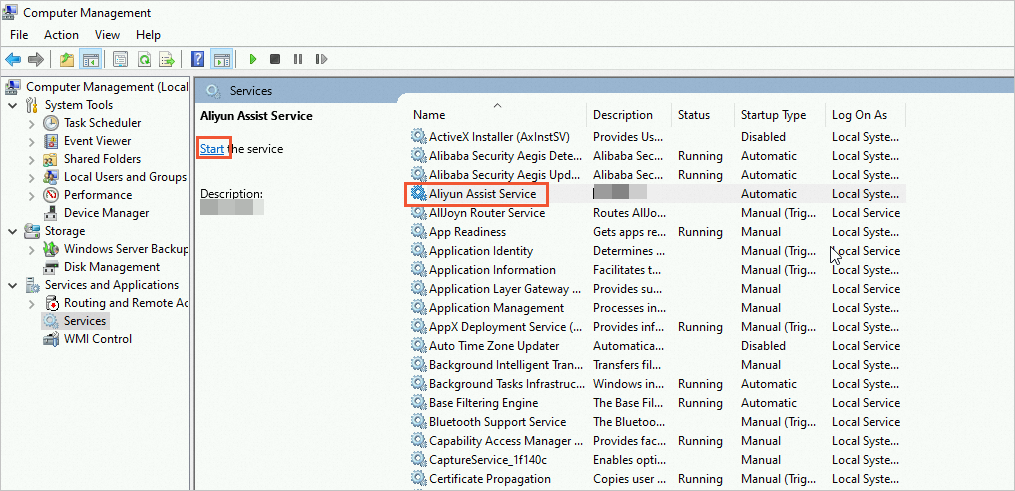 Computer Management
File Action View Help
Computer Management (Local
System Tools
Task Scheduler
Event Viewer
Shared Folders
Local Users and Groups
Performance
Device Manager
Storage
Windows Server Backup
Disk Management
Services and Applications
Routing and Remote Ac
Services
WMI Control
Services
Aliyun Assist Service
Start the service
Description:
Name Description Status Startup Type Log On As
ActiveX Installer (AxInstSV) Provides Us... Disabled Local Syste...
Alibaba Security Aegis Dete... Alibaba Sec... Running Automatic Local Syste...
Alibaba Security Aegis Upd... Alibaba Sec... Running Automatic Local Syste...
Aliyun Assist Service Automatic Local Syste...
AllJoyn Router Service Routes AllJo... Manual (Trig... Local Service
App Readiness Gets apps re... Running Manual Local Syste...
Application Identity Determines ... Manual (Trig... Local Service
Application Information Facilitates t... Manual (Trig... Local Syste...
Application Layer Gateway ... Provides su... Manual Local Service
Application Management Processes in... Manual Local Syste...
AppX Deployment Service (... Provides inf... Running Manual (Trig... Local Syste...
Auto Time Zone Updater Automatica... Disabled Local Service
Background Intelligent Tran... Transfers fil... Manual Local Syste...
Background Tasks Infrastruc... Windows in... Running Automatic Local Syste...
Base Filtering Engine The Base Fil... Running Automatic Local Service
Bluetooth Support Service The Bluetoo... Manual (Trig... Local Service
Capability Access Manager ... Provides fac... Running Manual Local Syste...
CaptureService_1f140c Enables opti... Manual Local Syste...
Certificate Propagation Copies user ... Running Manual (Trig... Local Syste...